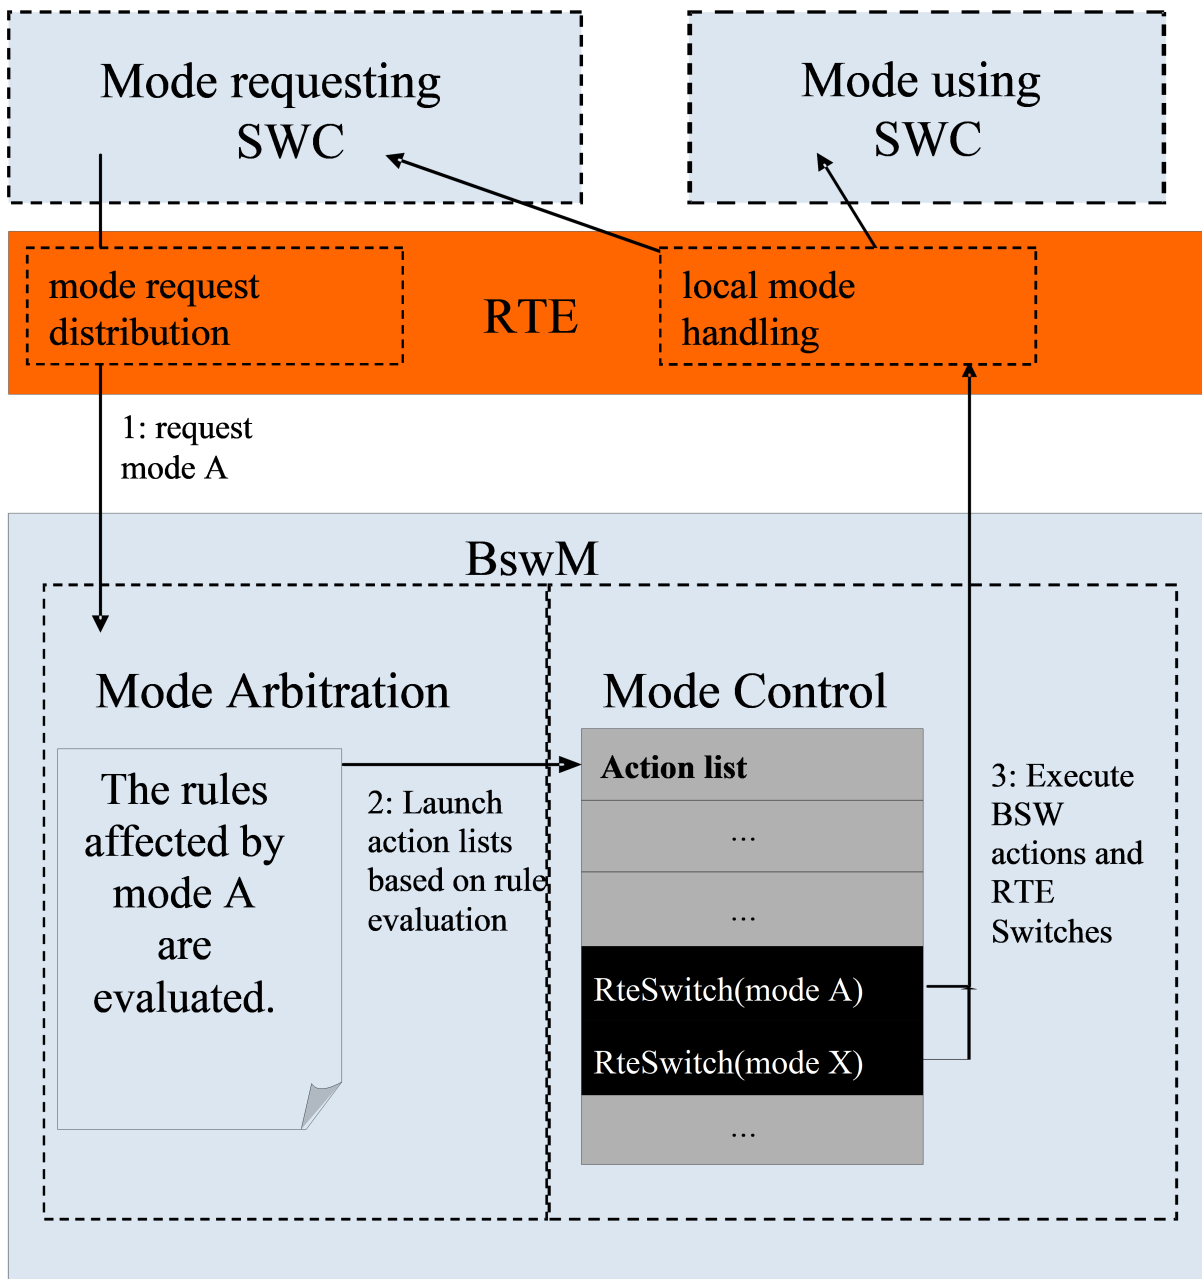 Mode requesting
SWC
Mode using
SWC
mode request
distribution
RTE
local mode
handling
1: request
mode A
BswM
Mode Arbitration
The rules
affected by
mode A
are
evaluated.
2: Launch
action lists
based on rule
evaluation
Mode Control
Action list
...
...
RteSwitch(mode A)
RteSwitch(mode X)
...
3: Execute
BSW
actions and
RTE
Switches